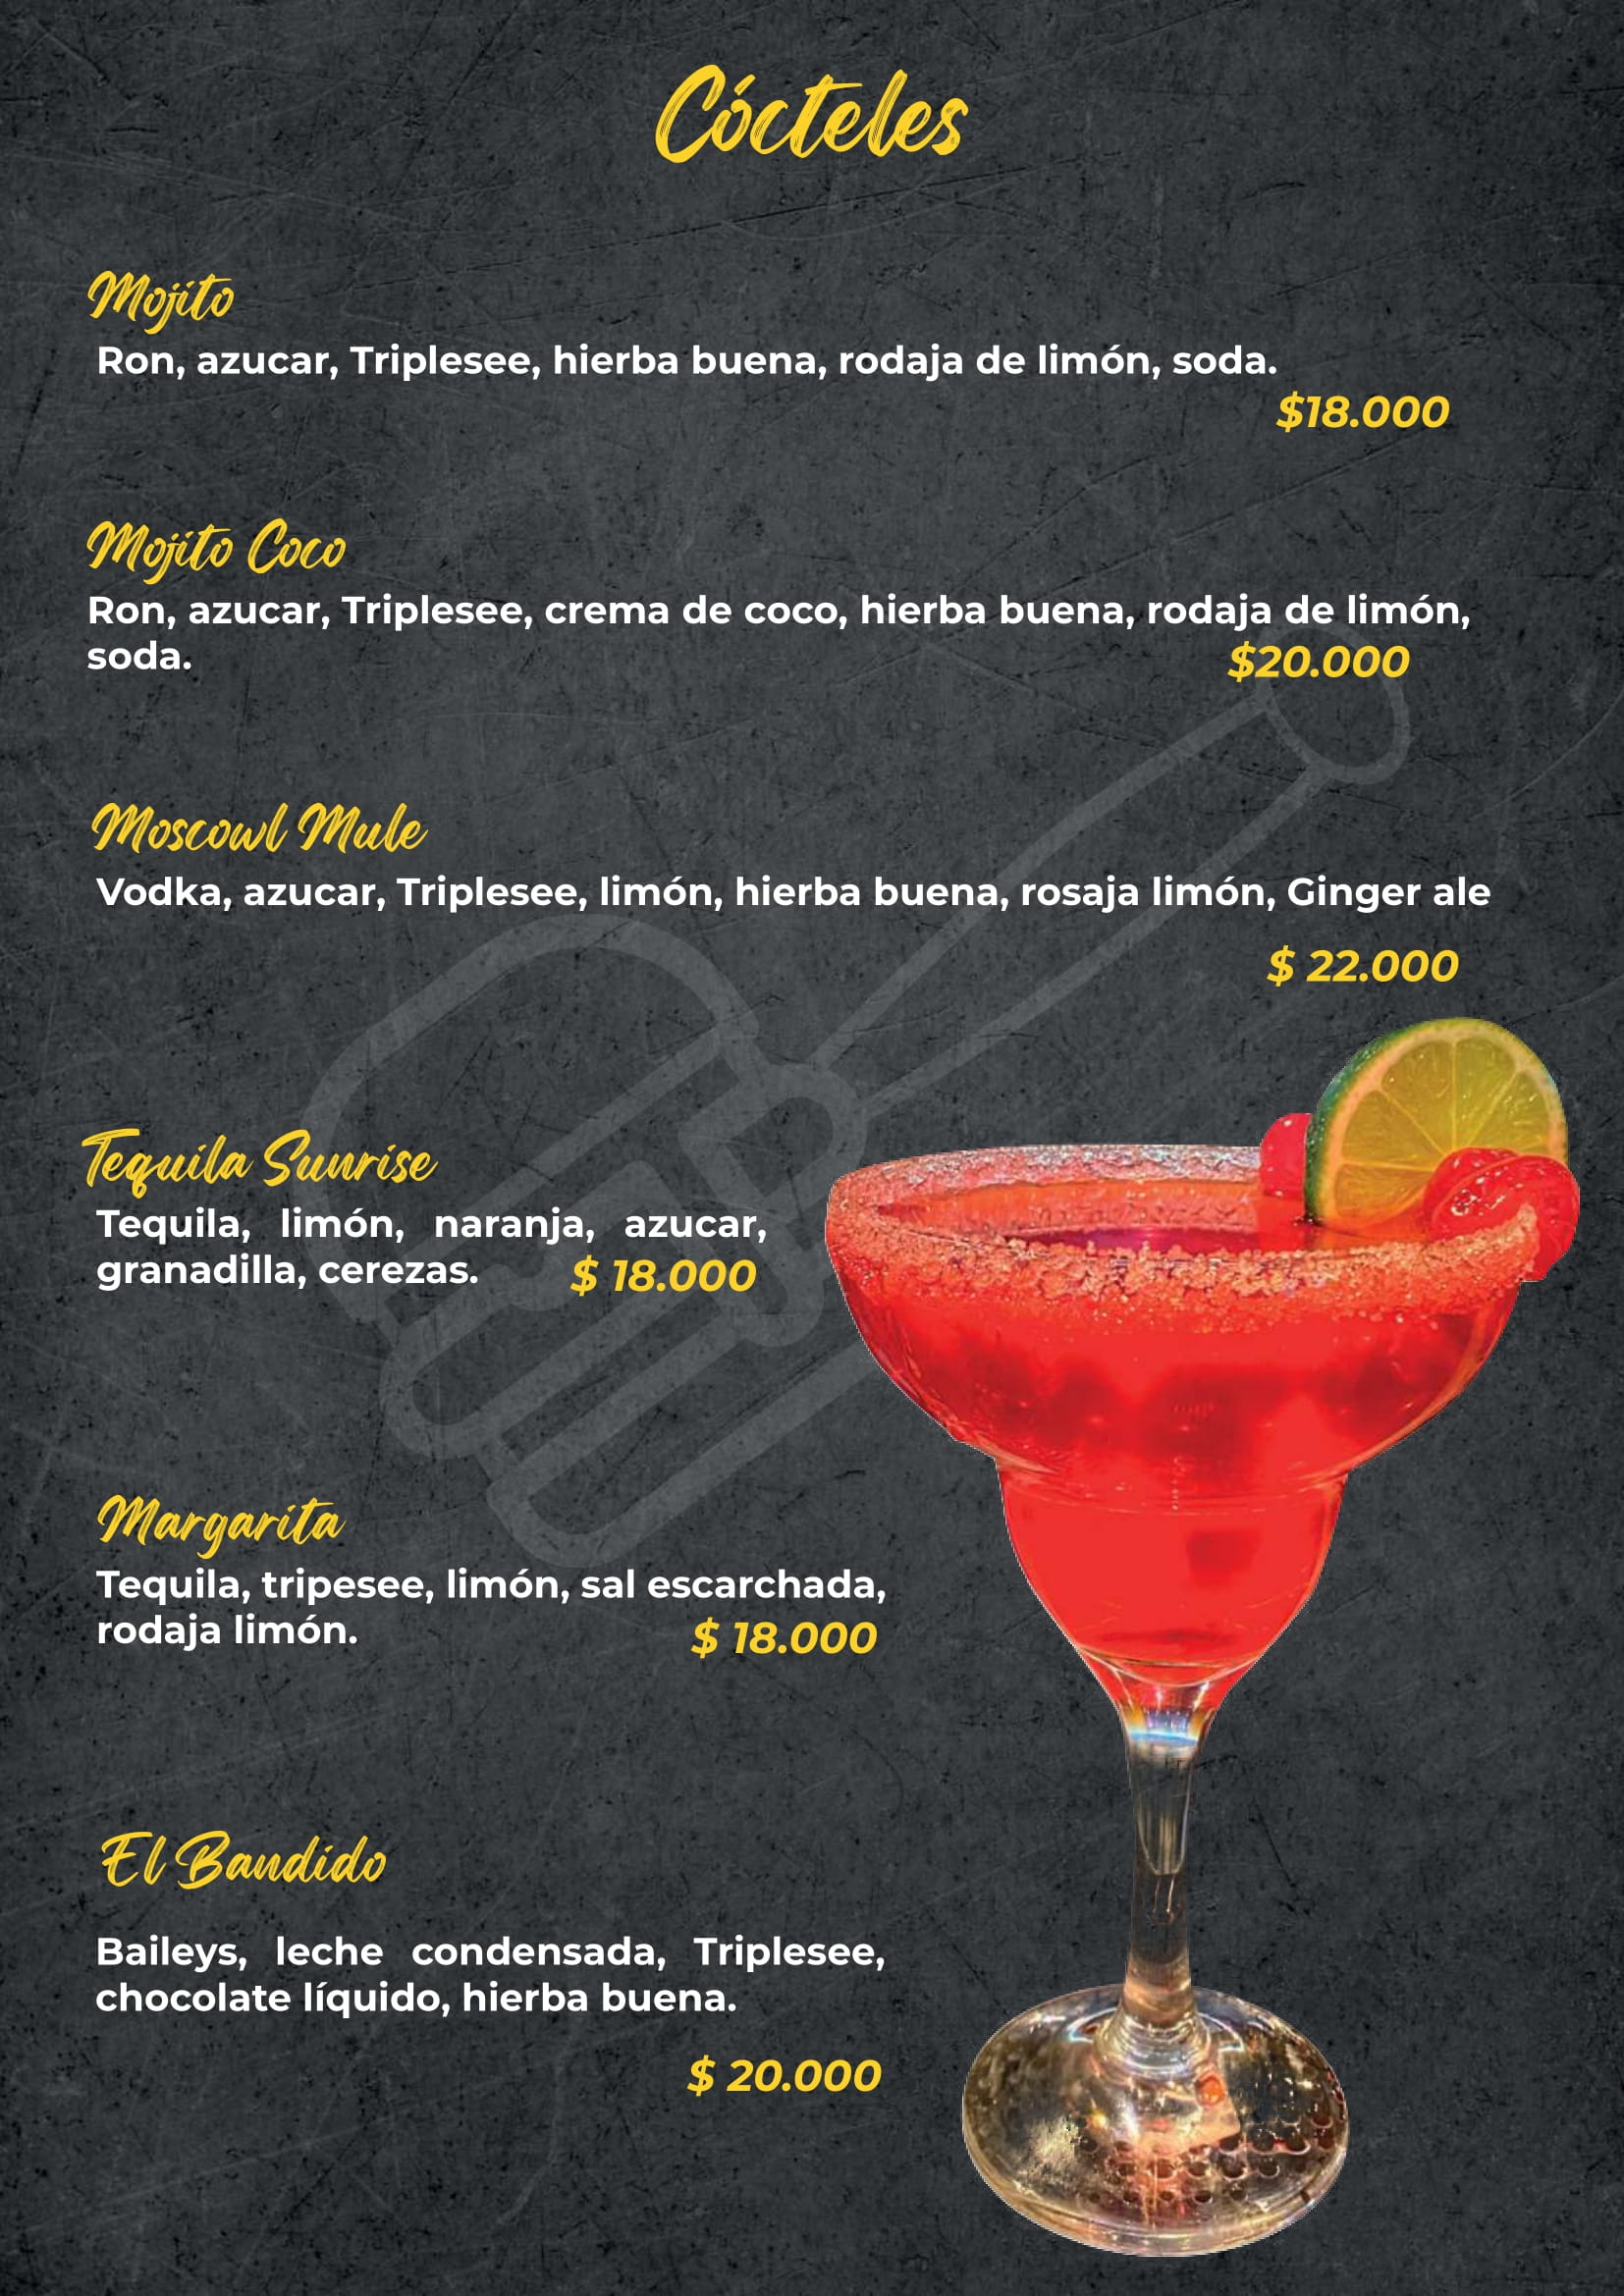 Cócteles
Mojito
Ron, azucar, Triplesee, hierba buena, rodaja de limón, soda.
$18.000
Mojito Coco
Ron, azucar, Triplesee, crema de coco, hierba buena, rodaja de limón,
soda.
$20.000
Moscowl Mule
Vodka, azucar, Triplesee, limón, hierba buena, rosaja limón, Ginger ale
$ 22.000
Tequila Sunrise
Tequila, limón, naranja, azucar,
granadilla, cerezas.
$ 18.000
Margarita
Tequila, tripesee, limón, sal escarchada,
rodaja limón.
$ 18.000
El Bandido
Baileys, leche condensada, Triplesee,
chocolate líquido, hierba buena.
$ 20.000